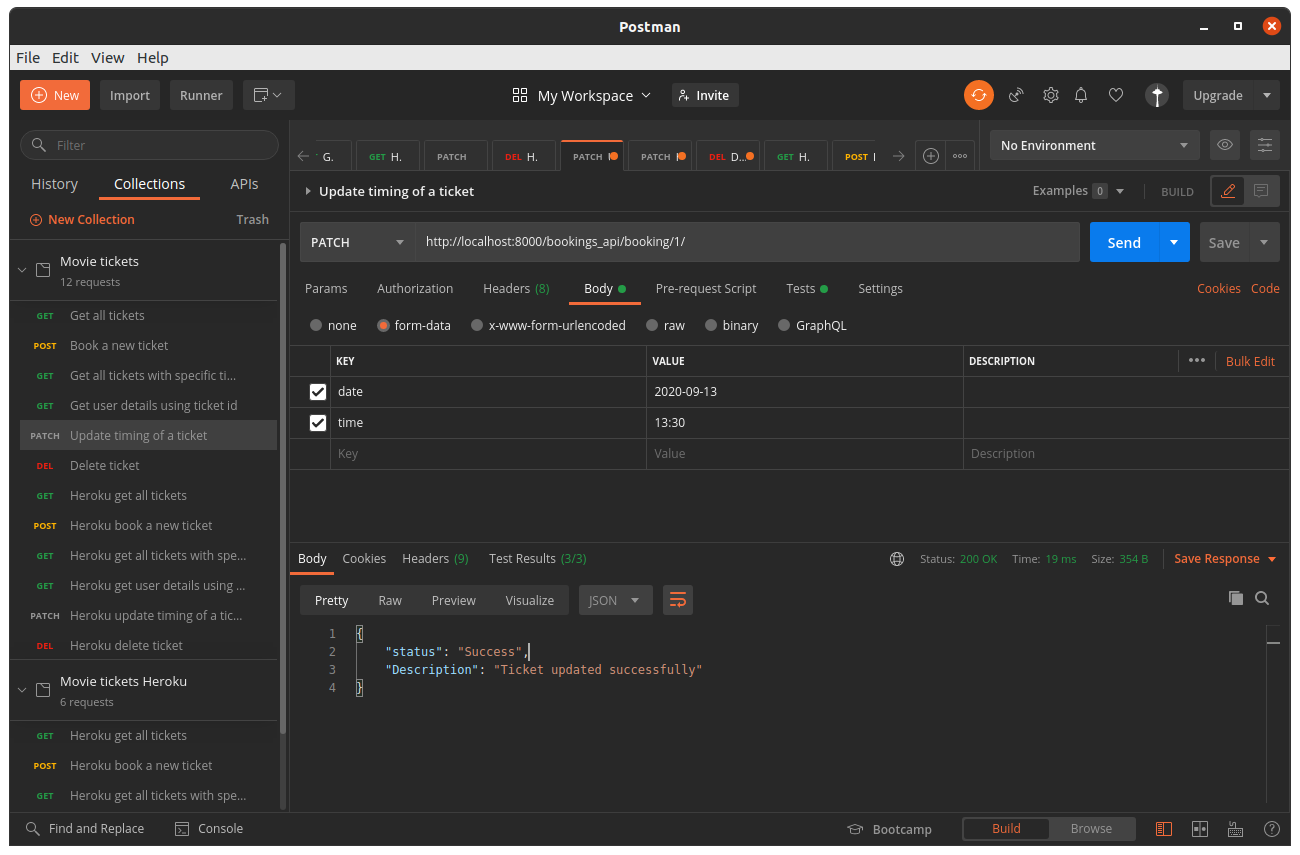 Postman
File Edit View Help
New Import Runner My Workspace Invite Upgrade
Filter
History Collections APIs
New Collection Trash
Movie tickets
12 requests
GET Get all tickets
POST Book a new ticket
GET Get all tickets with specific ti...
GET Get user details using ticket id
PATCH Update timing of a ticket
DEL Delete ticket
GET Heroku get all tickets
POST Heroku book a new ticket
GET Heroku get all tickets with spe...
GET Heroku get user details using ...
PATCH Heroku update timing of a tic...
DEL Heroku delete ticket
Movie tickets Heroku
6 requests
GET Heroku get all tickets
POST Heroku book a new ticket
GET Heroku get all tickets with spe...
G. GET H. PATCH DEL H. PATCH PATCH DEL D... GET H. POST
No Environment
Update timing of a ticket Examples 0 BUILD
PATCH http://localhost:8000/bookings_api/booking/1/ Send Save
Params Authorization Headers (8) Body Pre-request Script Tests Settings Cookies Code
none form-data x-www-form-urlencoded raw binary GraphQL
KEY VALUE DESCRIPTION ••• Bulk Edit
date 2020-09-13
time 13:30
Key Value Description
Body Cookies Headers (9) Test Results (3/3) Status: 200 OK Time: 19 ms Size: 354 B Save Response
Pretty Raw Preview Visualize JSON
1 {
2 "status": "Success",
3 "Description": "Ticket updated successfully"
4 }
Find and Replace Console Bootcamp Build Browse